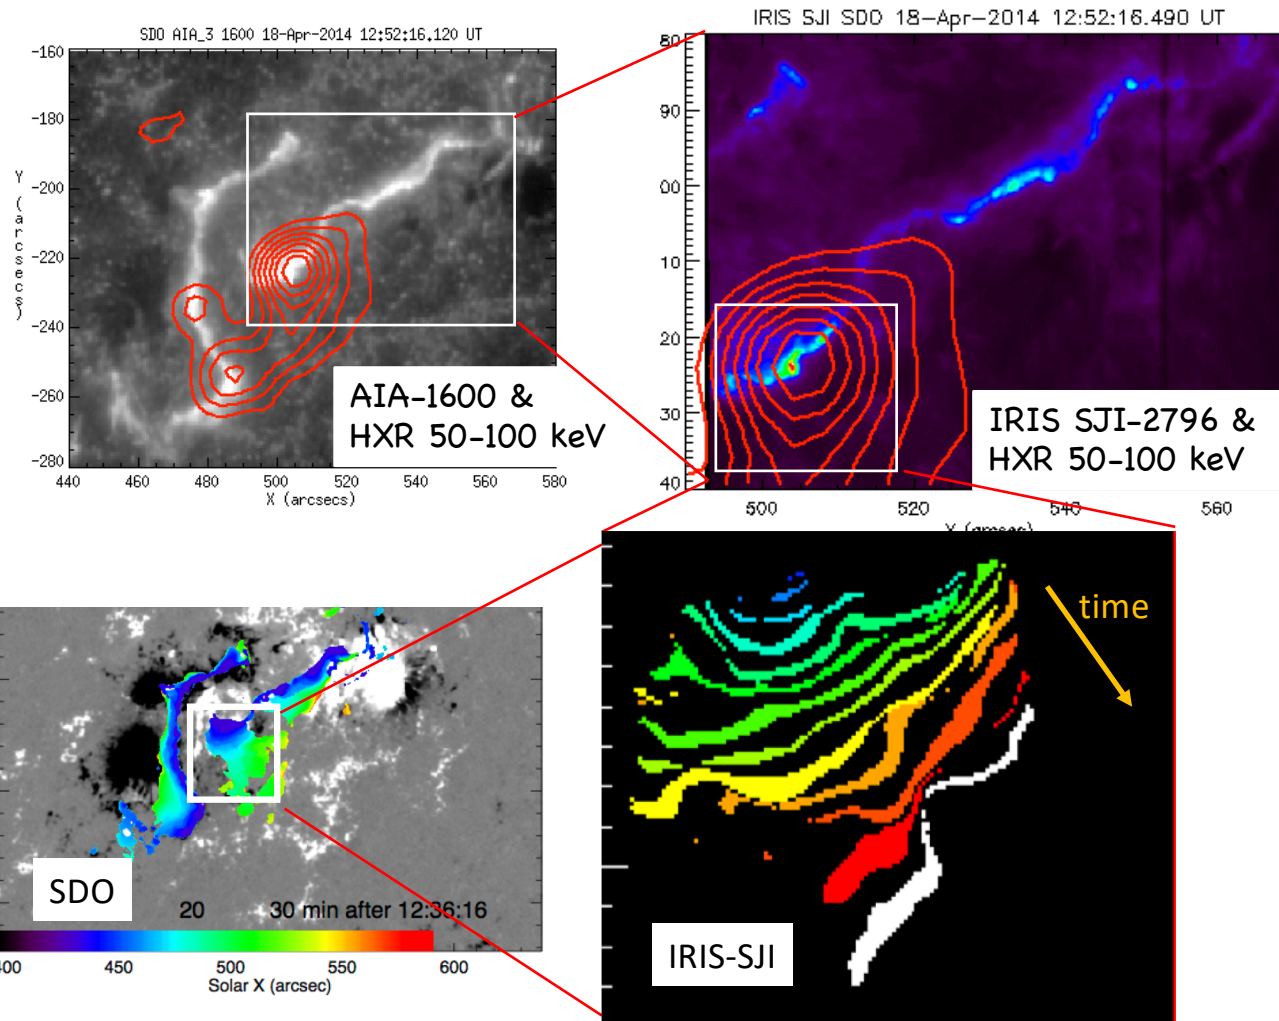 SDO AIA_3 1600 18-Apr-2014 12:52:16.120 UT
-160
-180
-200
-220
-240
-260
-280
Y (arcsecs)
440 460 480 500 520 540 560 580
X (arcsecs)
AIA-1600 &
HXR 50-100 keV
IRIS SJI SDO 18-Apr-2014 12:52:16.490 UT
80
90
00
10
20
30
40
500 520 540 560
X (arcsec)
IRIS SJI-2796 &
HXR 50-100 keV
SDO
20 30 min after 12:36:16
400 450 500 550 600
Solar X (arcsec)
time
IRIS-SJI